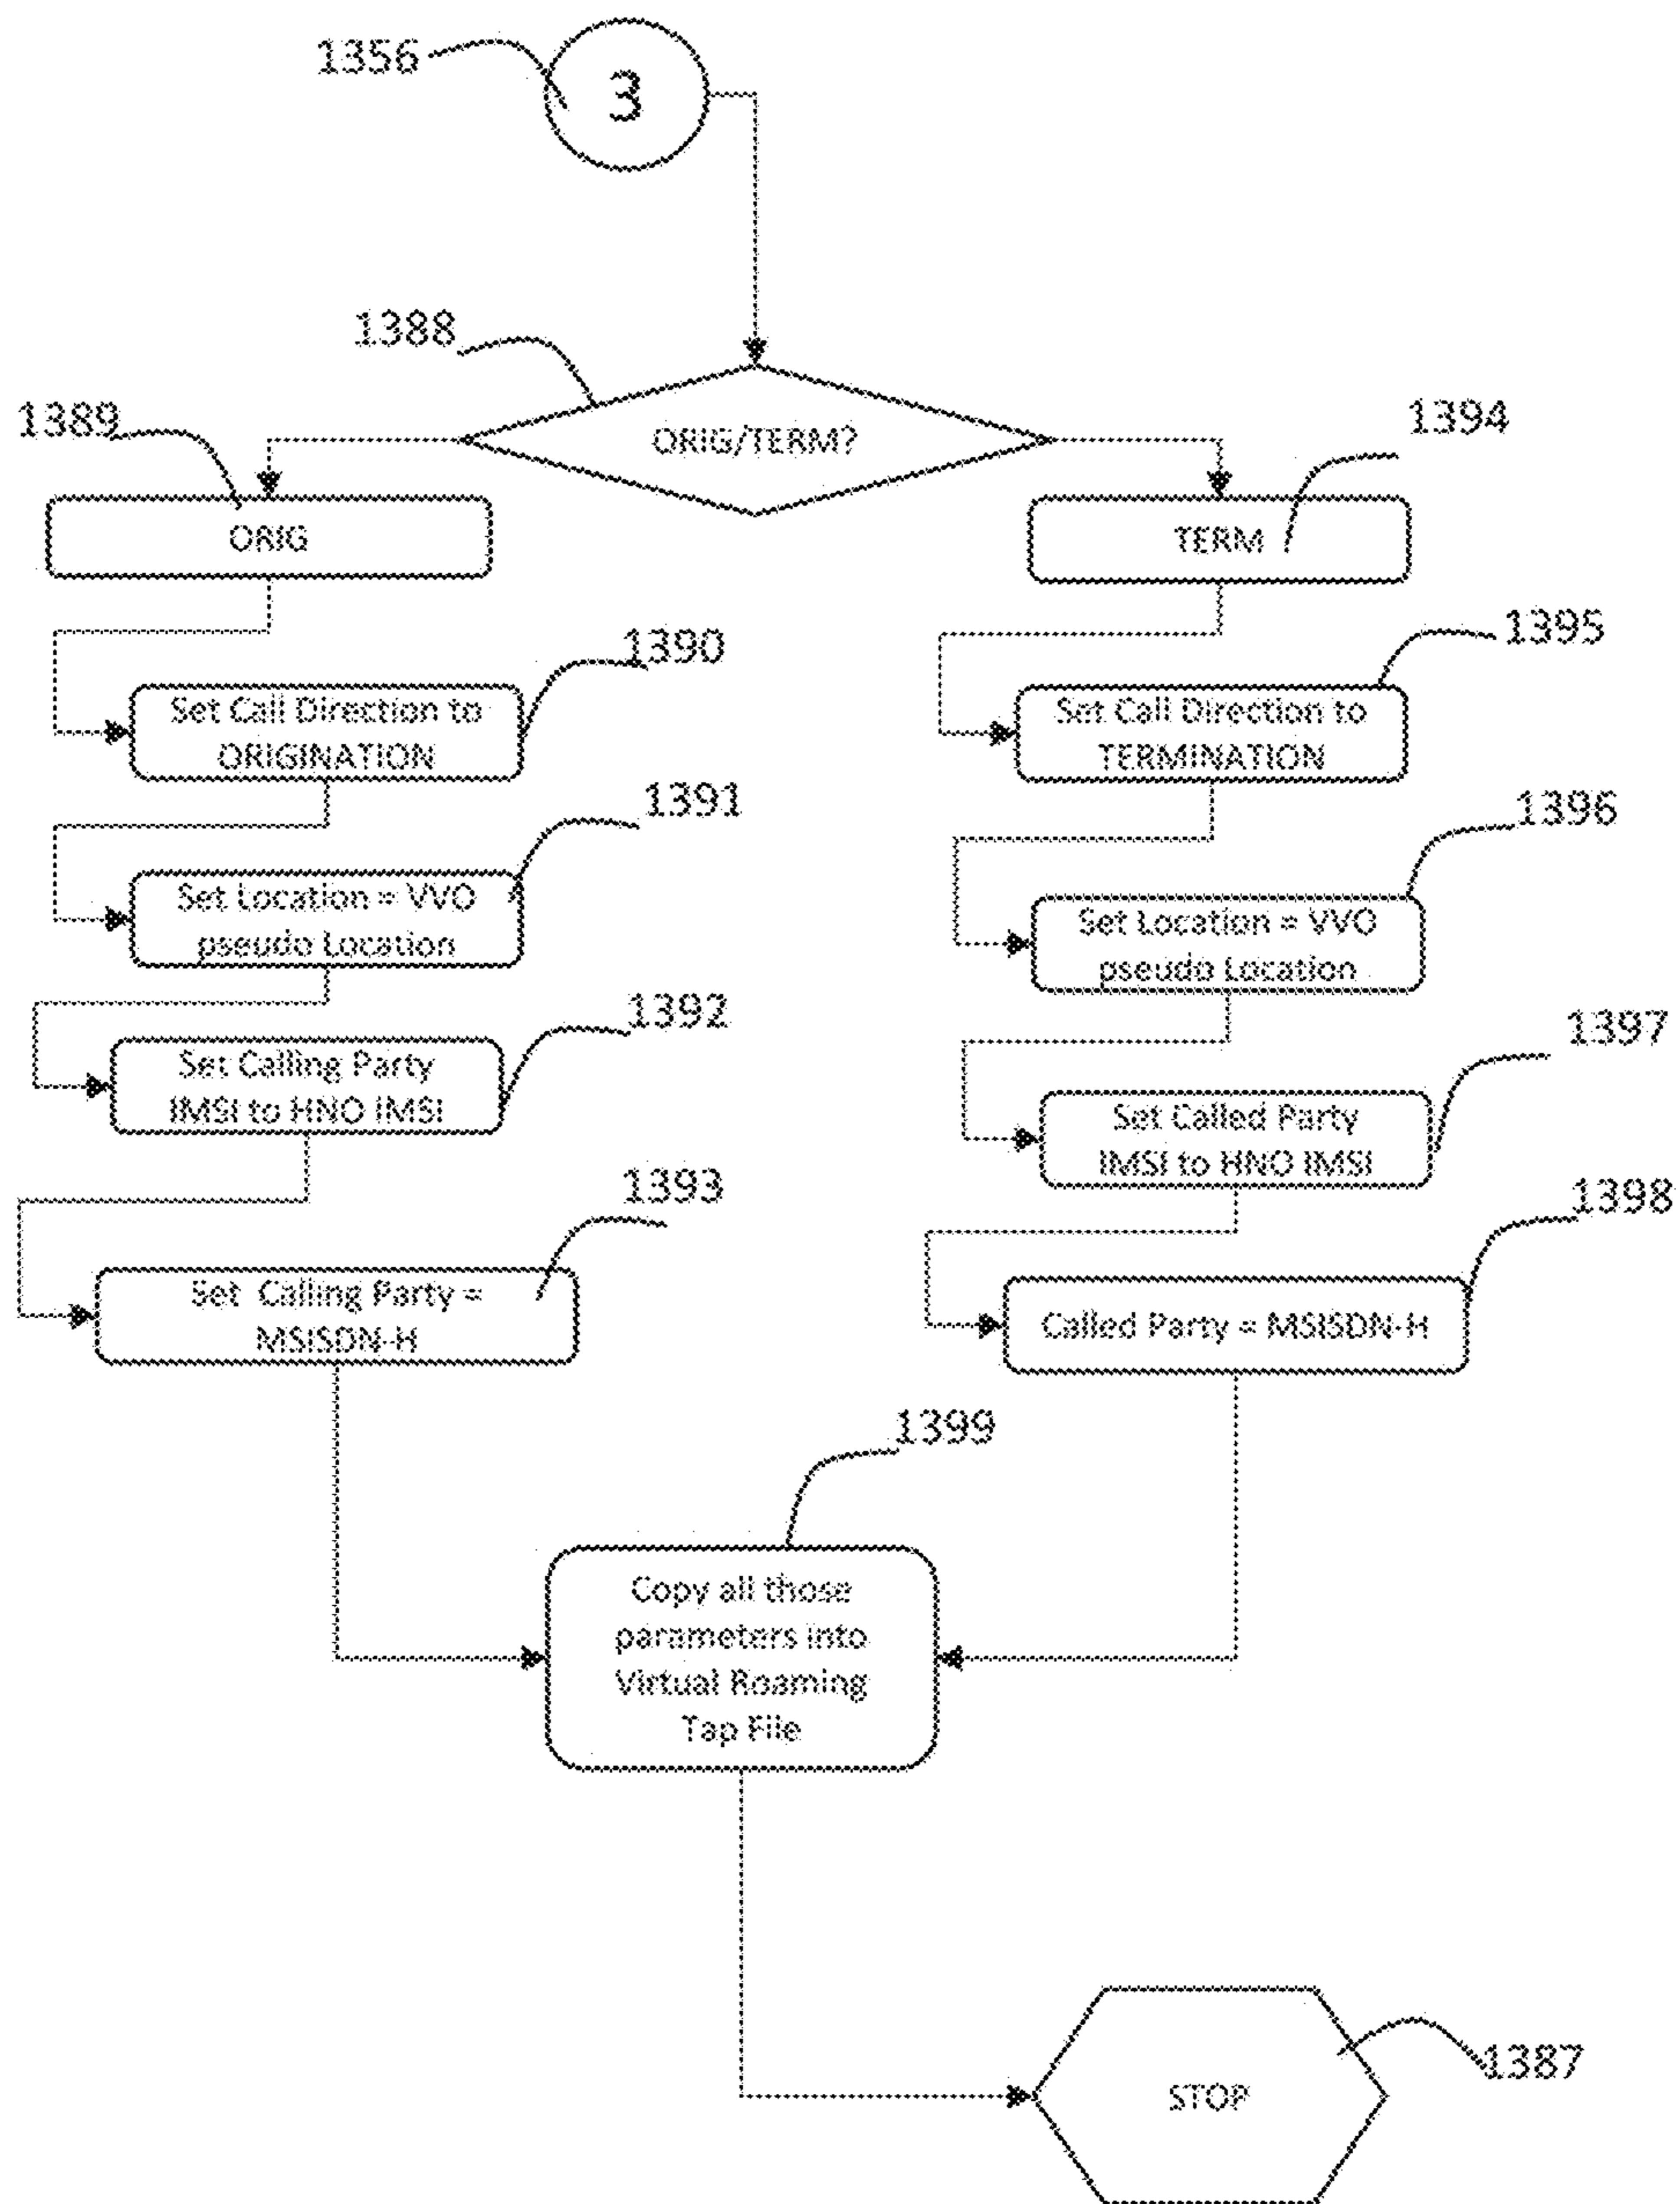 1356
3
1388
1389
1394
ORIG/TERM?
ORIG
TERM
1390
1395
Set Call Direction to
ORIGINATION
Set Call Direction to
TERMINATION
1391
1396
Set Location = VVO
pseudo Location
Set Location = VVO
pseudo Location
1392
1397
Set Calling Party
IMSI to HNO IMSI
Set Called Party
IMSI to HNO IMSI
1393
1398
Set Calling Party =
MSISDN-H
Called Party = MSISDN-H
1399
Copy all those
parameters into
Virtual Roaming
Tap File
1387
STOP